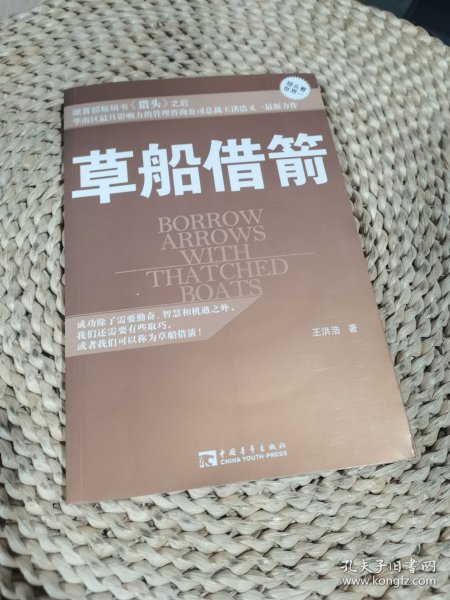 继首部畅销书《猎头》之后
华南区最具影响力的管理咨询公司总裁王洪浩又一最新力作
草船借箭
BORROW
ARROWS
WITH
THATCHED
BOATS
成功除了需要勤奋、智慧和机遇之外，
我们还需要有些取巧，
或者我们可以称为草船借箭！
王洪浩 著
中国青年出版社
CHINA YOUTH PRESS
孔夫子旧书网
www.kongfz.com